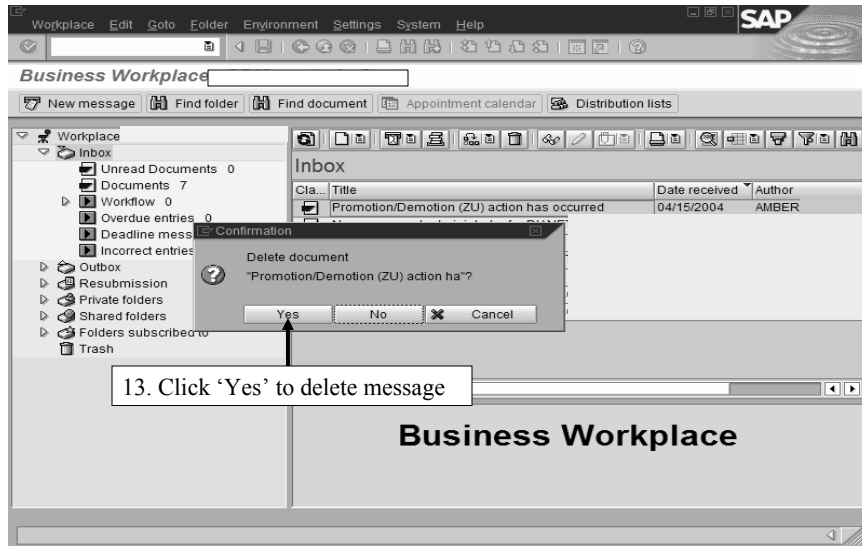 Workplace Edit Goto Folder Environment Settings System Help
SAP
Business Workplace
New message Find folder Find document Appointment calendar Distribution lists
Workplace
Inbox
Unread Documents 0
Documents 7
Workflow 0
Overdue entries 0
Deadline mess
Incorrect entries
Outbox
Resubmission
Private folders
Shared folders
Folders subscribed to
Trash
Inbox
Cla... Title Date received Author
Promotion/Demotion (ZU) action has occurred 04/15/2004 AMBER
Confirmation
Delete document
"Promotion/Demotion (ZU) action ha"?
Yes No Cancel
13. Click ‘Yes’ to delete message
Business Workplace